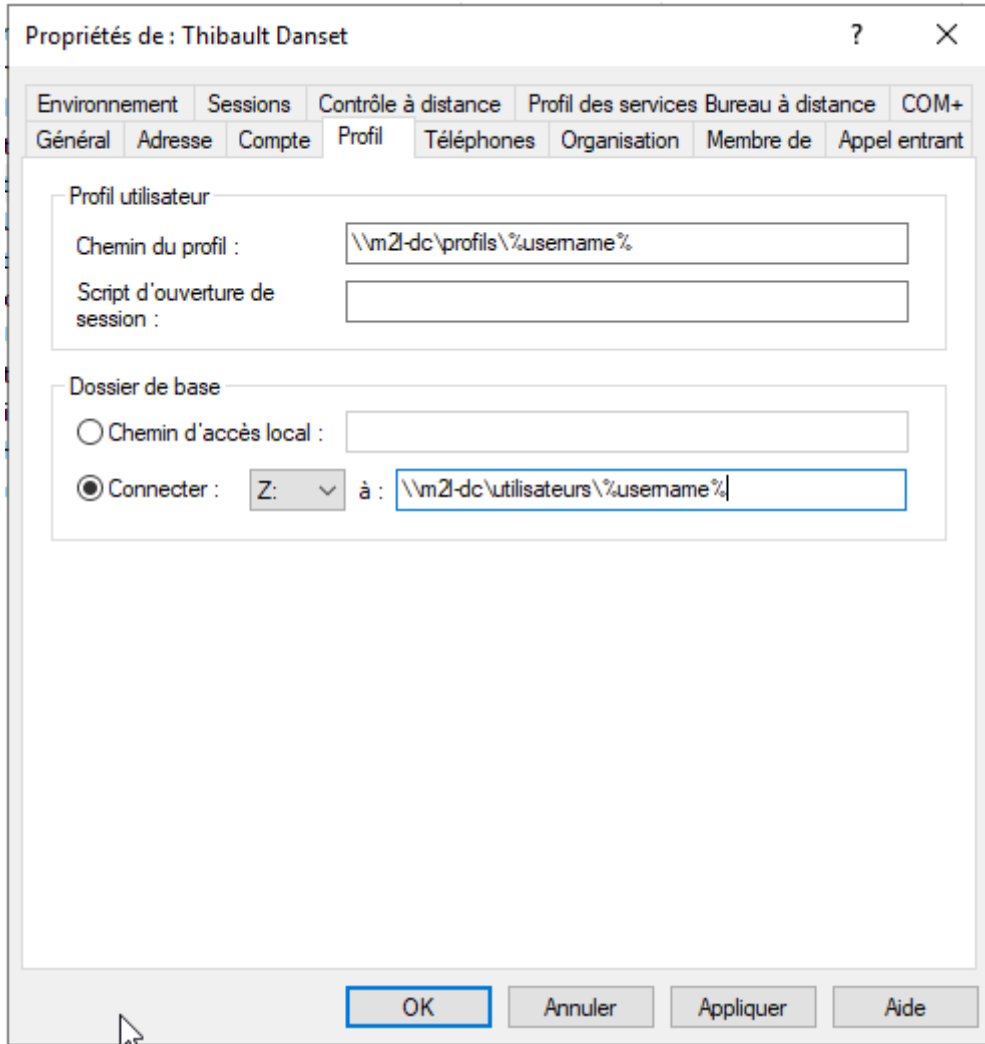 Propriétés de : Thibault Danset ? ×
Environnement Sessions Contrôle à distance Profil des services Bureau à distance COM+
Général Adresse Compte Profil Téléphones Organisation Membre de Appel entrant
Profil utilisateur
Chemin du profil : \\m2l-dc\profils\%username%
Script d'ouverture de
session :
Dossier de base
Chemin d'accès local :
Connecter : Z: à : \\m2l-dc\utilisateurs\%username%
OK Annuler Appliquer Aide